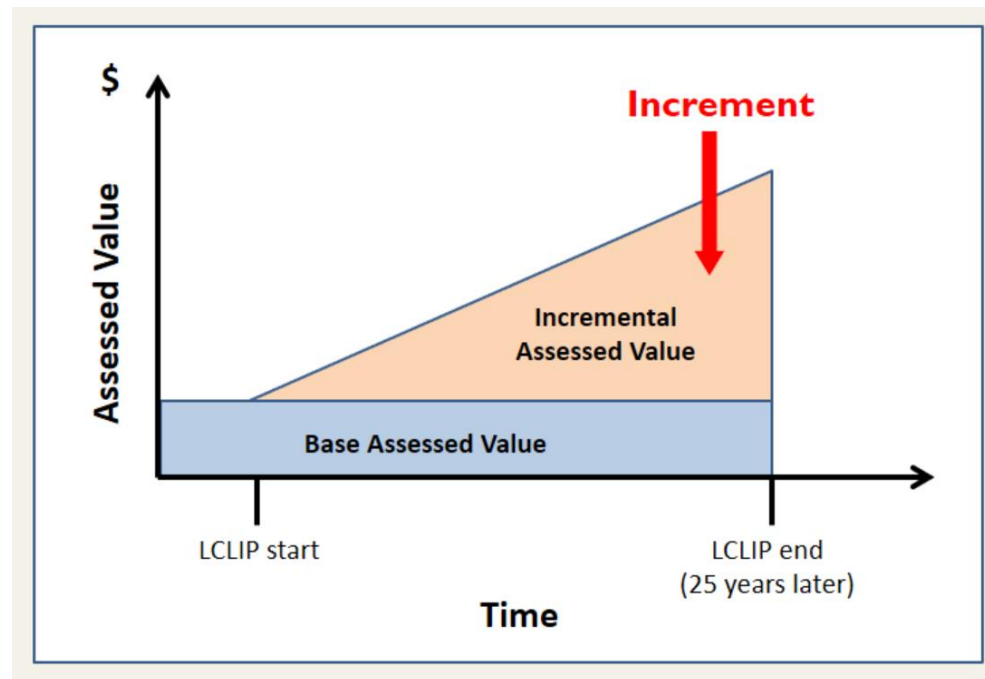 $
Increment
Assessed Value
Incremental
Assessed Value
Base Assessed Value
LCLIP start
LCLIP end
(25 years later)
Time